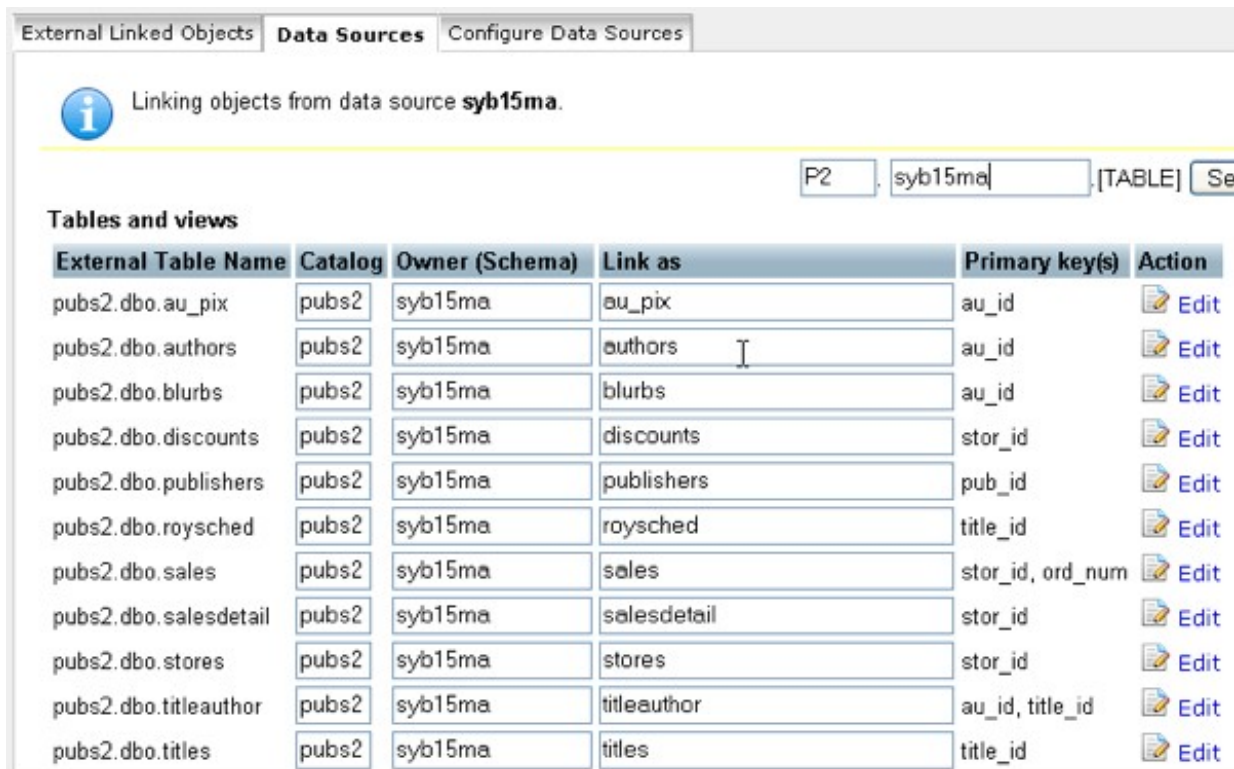 External Linked Objects Data Sources Configure Data Sources
Linking objects from data source syb15ma.
P2 . syb15ma .[TABLE] Se
Tables and views
External Table Name Catalog Owner (Schema) Link as Primary key(s) Action
pubs2.dbo.au_pix pubs2 syb15ma au_pix au_id Edit
pubs2.dbo.authors pubs2 syb15ma authors au_id Edit
pubs2.dbo.blurbs pubs2 syb15ma blurbs au_id Edit
pubs2.dbo.discounts pubs2 syb15ma discounts stor_id Edit
pubs2.dbo.publishers pubs2 syb15ma publishers pub_id Edit
pubs2.dbo.roysched pubs2 syb15ma roysched title_id Edit
pubs2.dbo.sales pubs2 syb15ma sales stor_id, ord_num Edit
pubs2.dbo.salesdetail pubs2 syb15ma salesdetail stor_id Edit
pubs2.dbo.stores pubs2 syb15ma stores stor_id Edit
pubs2.dbo.titleauthor pubs2 syb15ma titleauthor au_id, title_id Edit
pubs2.dbo.titles pubs2 syb15ma titles title_id Edit